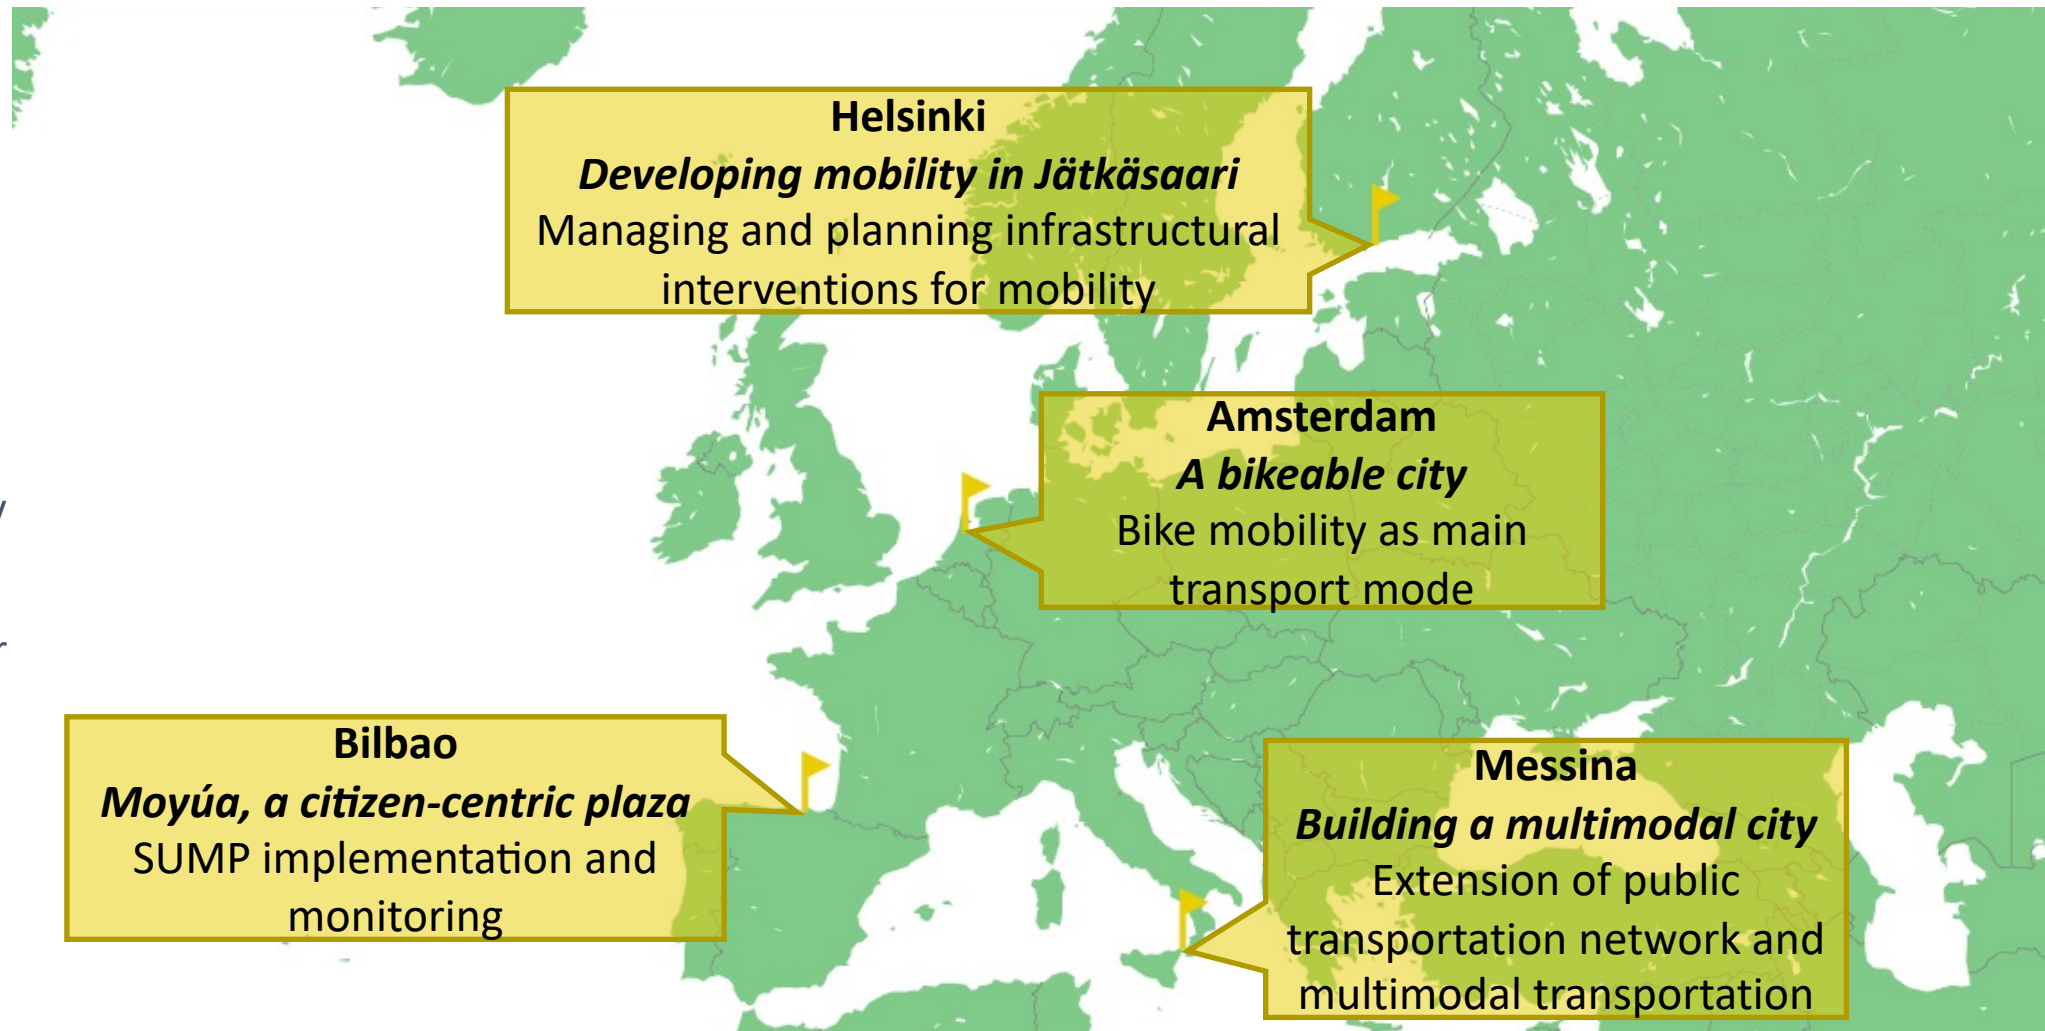 Helsinki
Developing mobility in Jätkäsaari
Managing and planning infrastructural
interventions for mobility
Amsterdam
A bikeable city
Bike mobility as main
transport mode
Bilbao
Moyúa, a citizen-centric plaza
SUMP implementation and
monitoring
Messina
Building a multimodal city
Extension of public
transportation network and
multimodal transportation